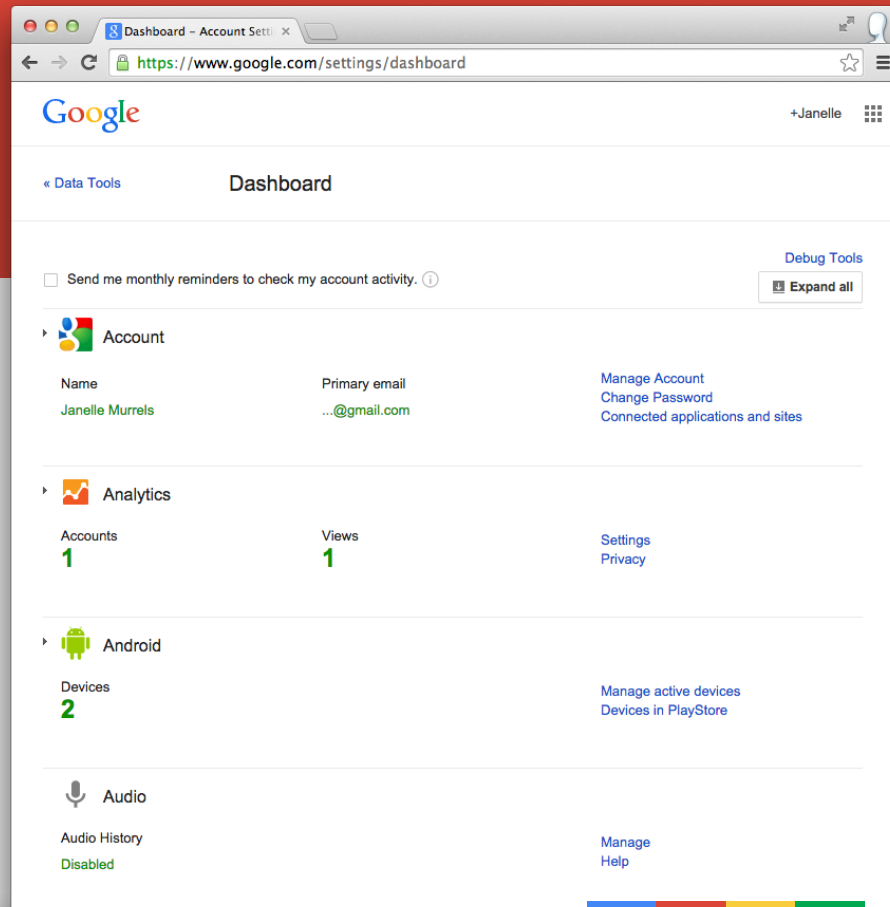 Dashboard – Account Setti
https://www.google.com/settings/dashboard
Google
+Janelle
« Data Tools
Dashboard
Debug Tools
Send me monthly reminders to check my account activity.
Expand all
Account
Name
Primary email
Manage Account
Janelle Murrels
...@gmail.com
Change Password
Connected applications and sites
Analytics
Accounts
Views
Settings
1
1
Privacy
Android
Devices
Manage active devices
2
Devices in PlayStore
Audio
Audio History
Manage
Disabled
Help